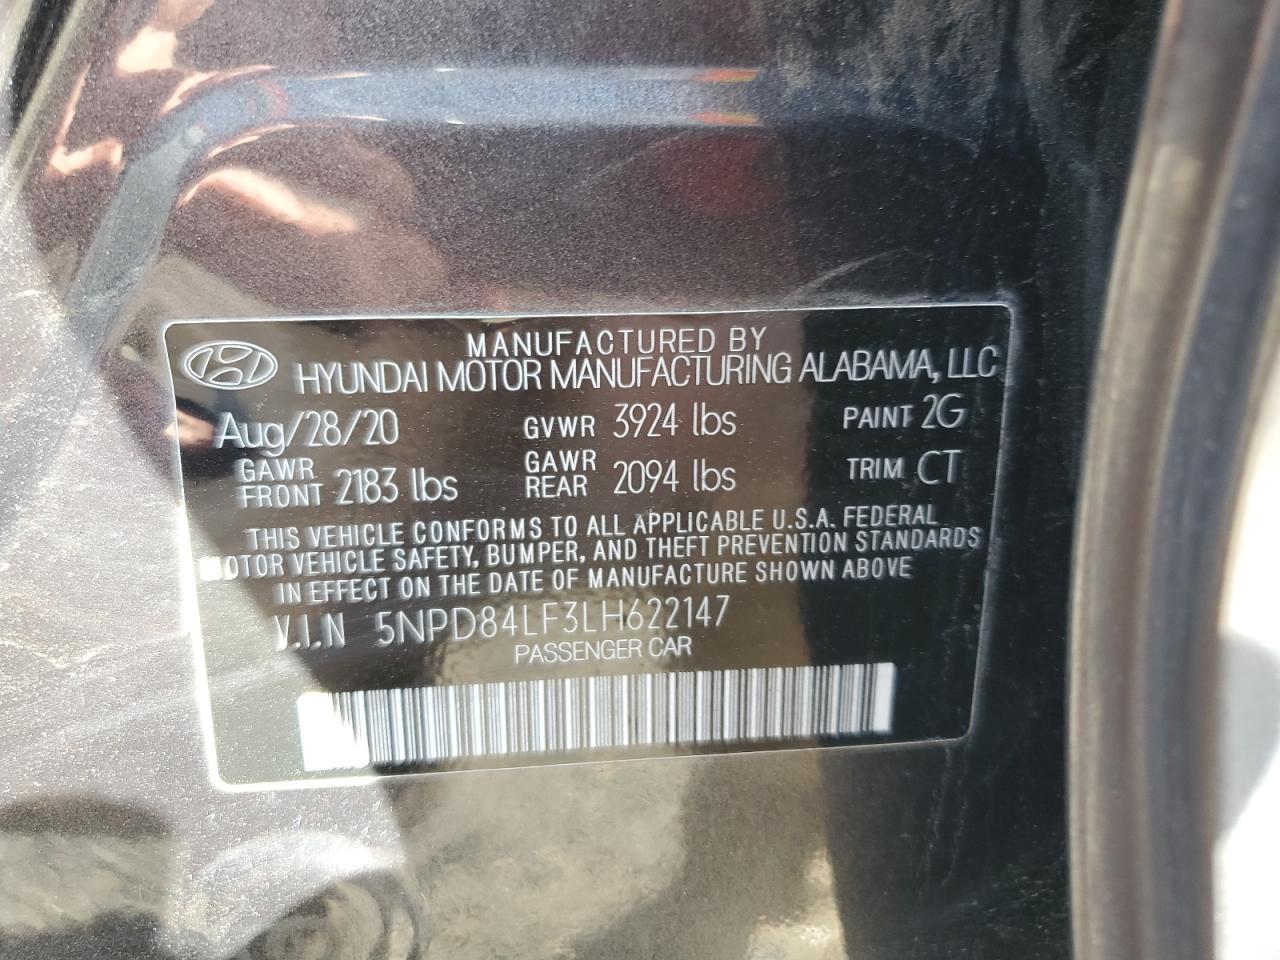 MANUFACTURED BY
HYUNDAI MOTOR MANUFACTURING ALABAMA, LLC
Aug/28/20 GVWR 3924 lbs PAINT 2G
GAWR FRONT 2183 lbs GAWR REAR 2094 lbs TRIM CT
THIS VEHICLE CONFORMS TO ALL APPLICABLE U.S.A. FEDERAL
MOTOR VEHICLE SAFETY, BUMPER, AND THEFT PREVENTION STANDARDS
IN EFFECT ON THE DATE OF MANUFACTURE SHOWN ABOVE
V.I.N 5NPD84LF3LH622147
PASSENGER CAR